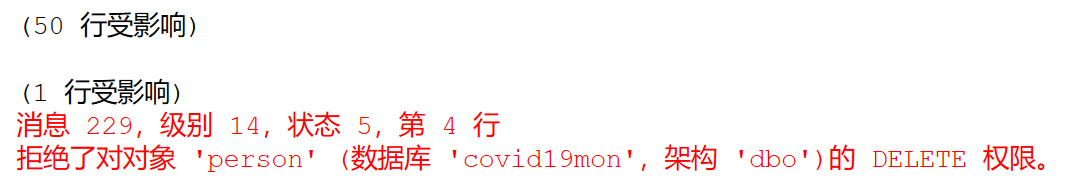 (50 行受影响)
(1 行受影响)
消息 229，级别 14，状态 5，第 4 行
拒绝了对对象 'person' (数据库 'covid19mon'，架构 'dbo')的 DELETE 权限。